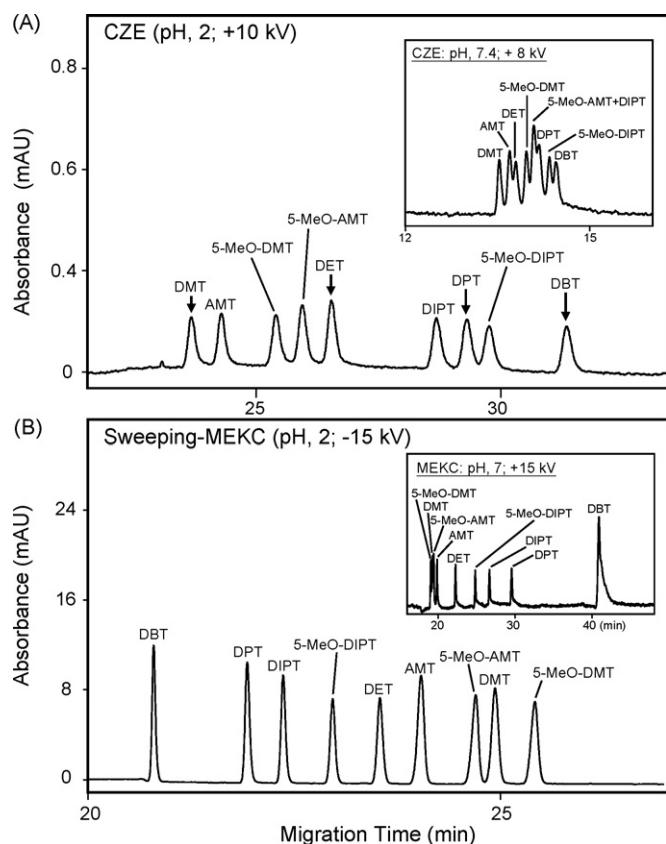 (A)
CZE (pH, 2; +10 kV)
0.8
0.6
0.4
0
Absorbance (mAU)
DMT
AMT
5-MeO-DMT
5-MeO-AMT
DET
DIPT
DPT
5-MeO-DIPT
DBT
25
30
CZE: pH, 7.4; + 8 kV
5-MeO-DMT
5-MeO-AMT+DIPT
DET
AMT
DPT
5-MeO-DIPT
DMT
DBT
12
15
(B)
Sweeping-MEKC (pH, 2; -15 kV)
24
16
8
0
Absorbance (mAU)
DBT
DPT
DIPT
5-MeO-DIPT
DET
AMT
5-MeO-AMT
DMT
5-MeO-DMT
20
25
Migration Time (min)
MEKC: pH, 7; +15 kV
5-MeO-DMT
DMT
5-MeO-AMT
AMT
DET
5-MeO-DIPT
DIPT
DPT
DBT
20
30
40 (min)